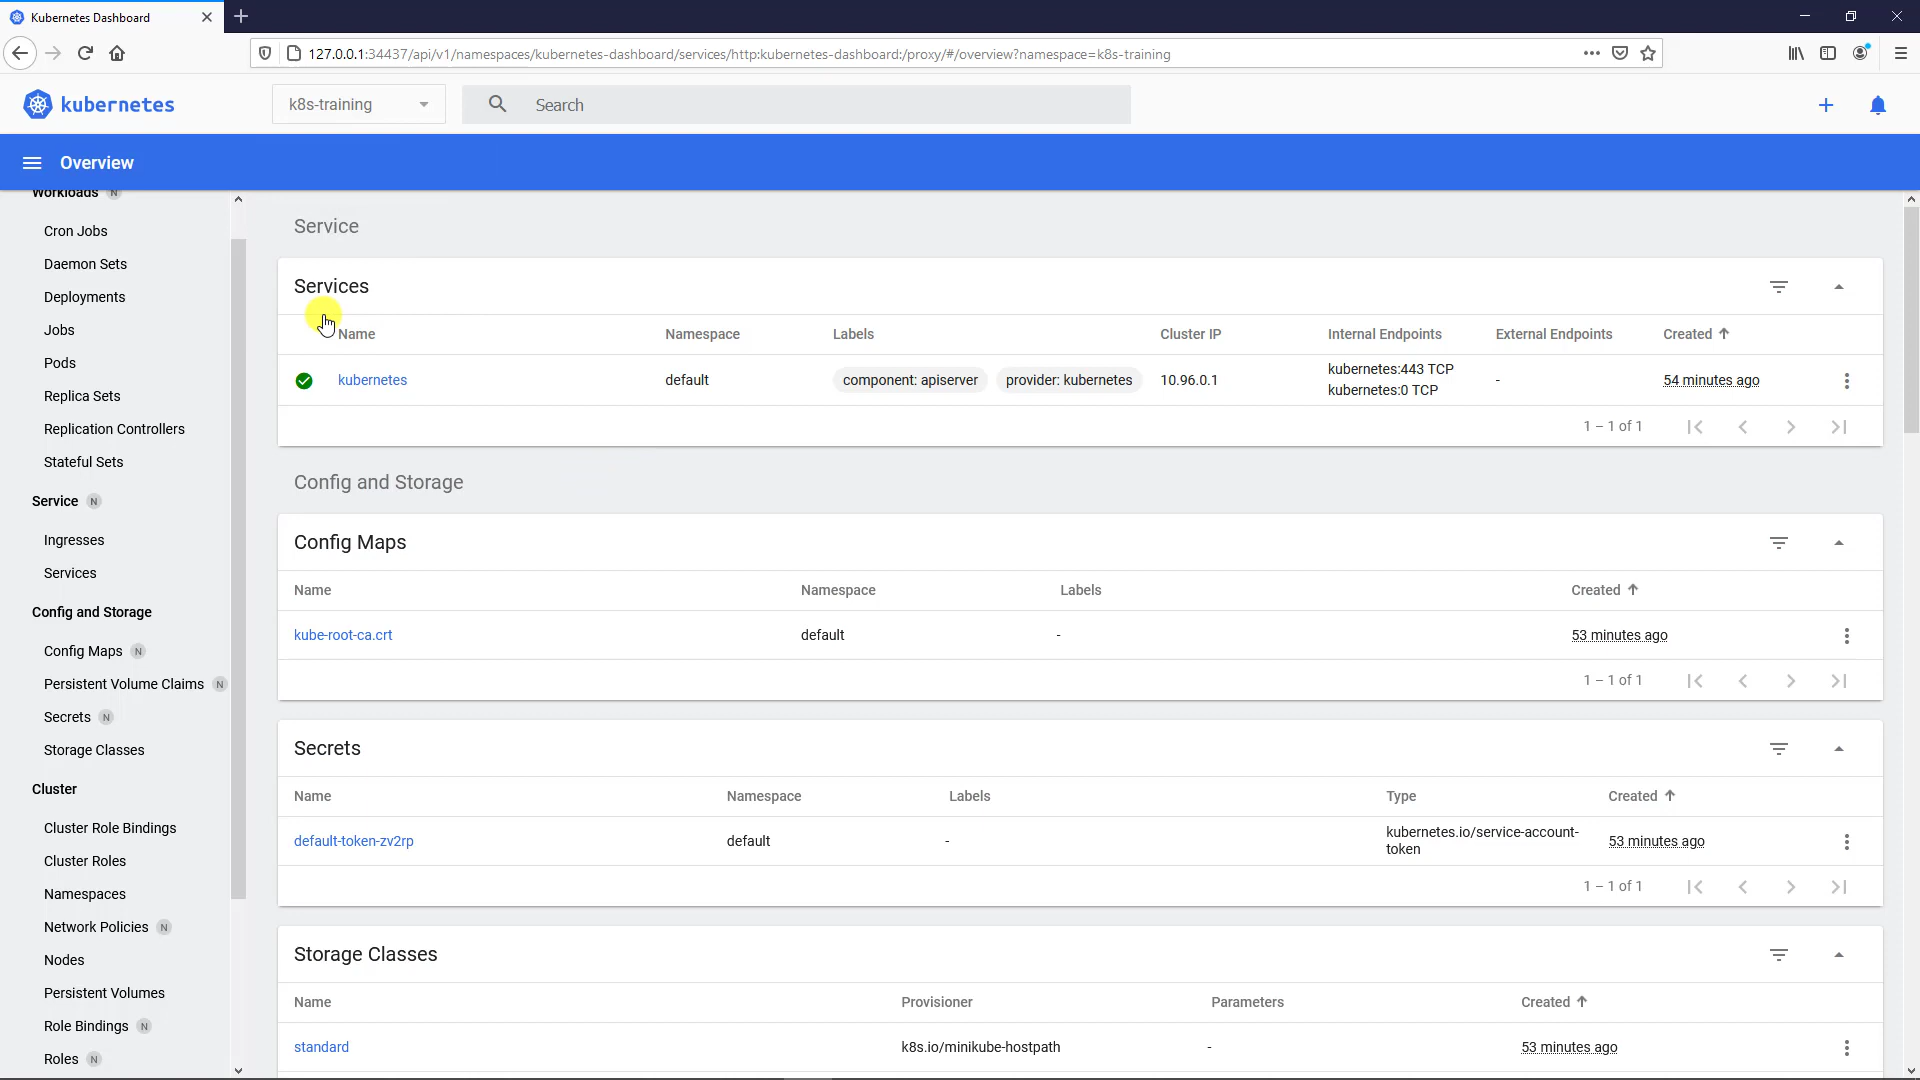 Kubernetes Dashboard
127.0.0.1:34437/api/v1/namespaces/kubernetes-dashboard/services/http:kubernetes-dashboard:/proxy/#/overview?namespace=k8s-training
kubernetes
k8s-training
Search
Overview
Workloads N
Cron Jobs
Daemon Sets
Deployments
Jobs
Pods
Replica Sets
Replication Controllers
Stateful Sets
Service N
Ingresses
Services
Config and Storage
Config Maps N
Persistent Volume Claims N
Secrets N
Storage Classes
Cluster
Cluster Role Bindings
Cluster Roles
Namespaces
Network Policies N
Nodes
Persistent Volumes
Role Bindings N
Roles N
Service
Services
Name Namespace Labels Cluster IP Internal Endpoints External Endpoints Created
kubernetes default component: apiserver provider: kubernetes 10.96.0.1 kubernetes:443 TCP - 54 minutes ago
kubernetes:0 TCP
1 – 1 of 1
Config and Storage
Config Maps
Name Namespace Labels Created
kube-root-ca.crt default - 53 minutes ago
1 – 1 of 1
Secrets
Name Namespace Labels Type Created
default-token-zv2rp default - kubernetes.io/service-account- 53 minutes ago
token
1 – 1 of 1
Storage Classes
Name Provisioner Parameters Created
standard k8s.io/minikube-hostpath - 53 minutes ago